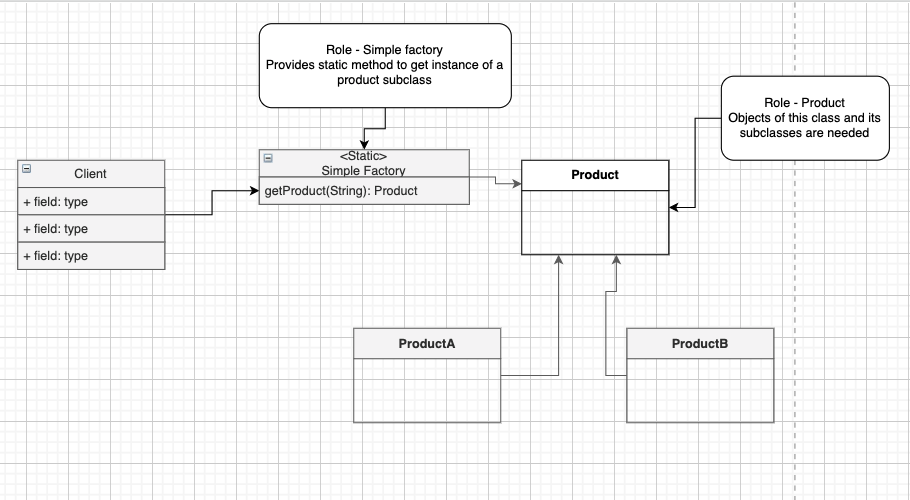 Role - Simple factory
Provides static method to get instance of a
product subclass
Role - Product
Objects of this class and its
subclasses are needed
Client
+ field: type
+ field: type
+ field: type
<Static>
Simple Factory
getProduct(String): Product
Product
ProductA
ProductB